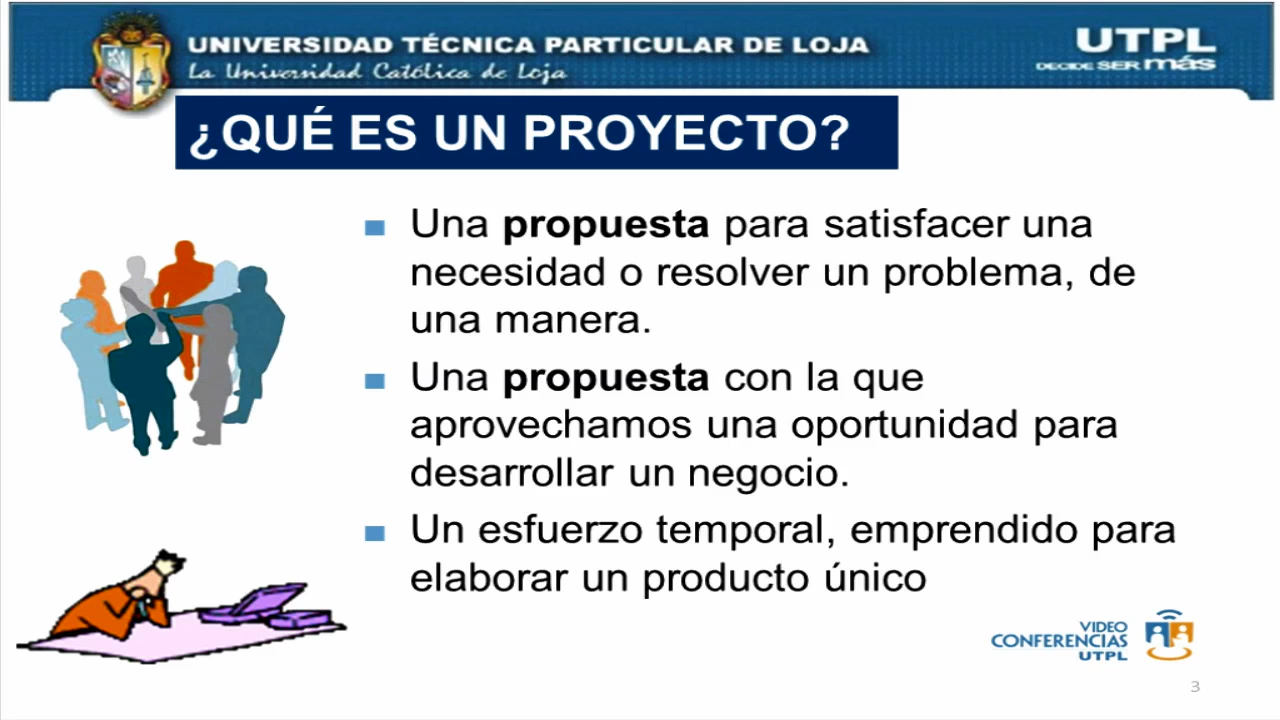 UNIVERSIDAD TÉCNICA PARTICULAR DE LOJA
La Universidad Católica de Loja
UTPL
DECIDE SER más
¿QUÉ ES UN PROYECTO?
Una propuesta para satisfacer una
necesidad o resolver un problema, de
una manera.
Una propuesta con la que
aprovechamos una oportunidad para
desarrollar un negocio.
Un esfuerzo temporal, emprendido para
elaborar un producto único
VIDEO
CONFERENCIAS
UTPL
3